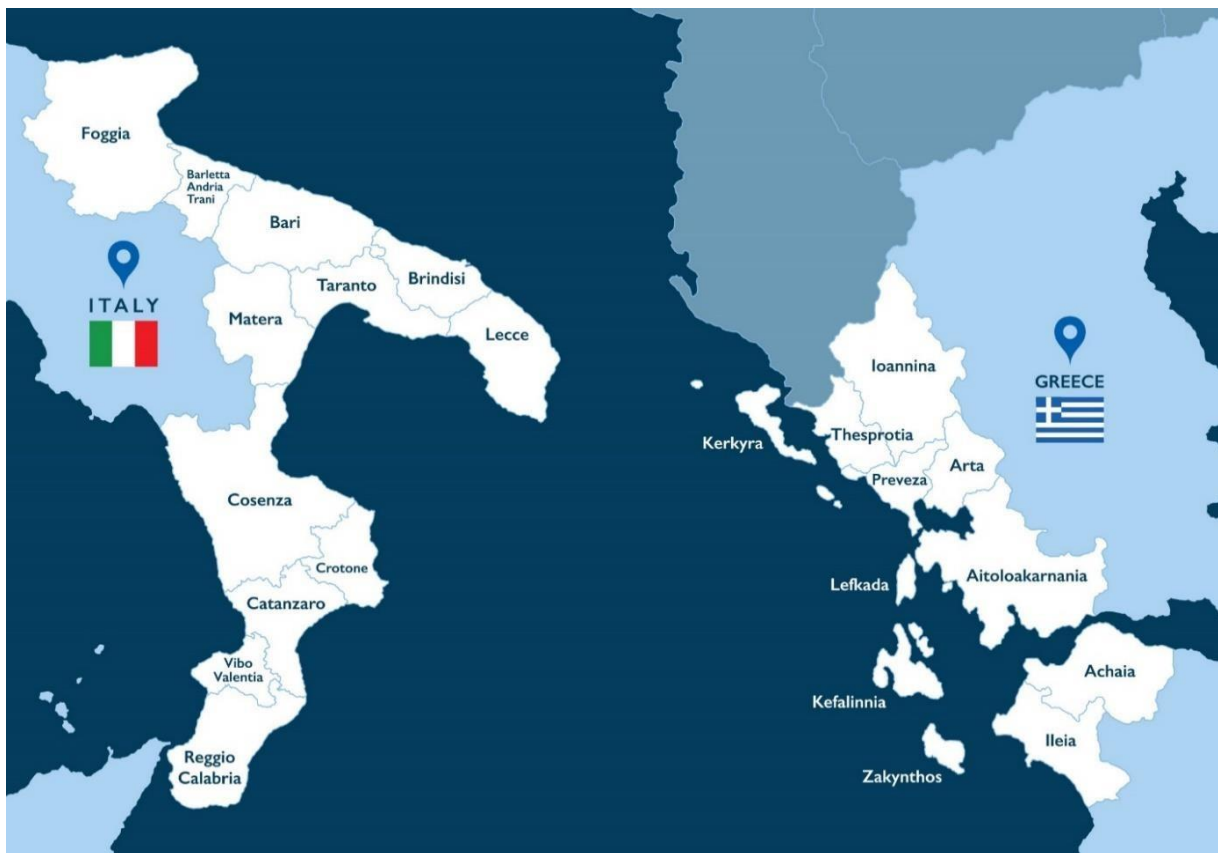 Foggia
Barletta
Andria
Trani
Bari
ITALY
Matera
Taranto
Brindisi
Lecce
Cosenza
Crotone
Catanzaro
Vibo
Valentia
Reggio
Calabria
Ioannina
GREECE
Kerkyra
Thesprotia
Preveza
Arta
Lefkada
Aitoloakarnania
Kefalinnia
Achaia
Ileia
Zakynthos